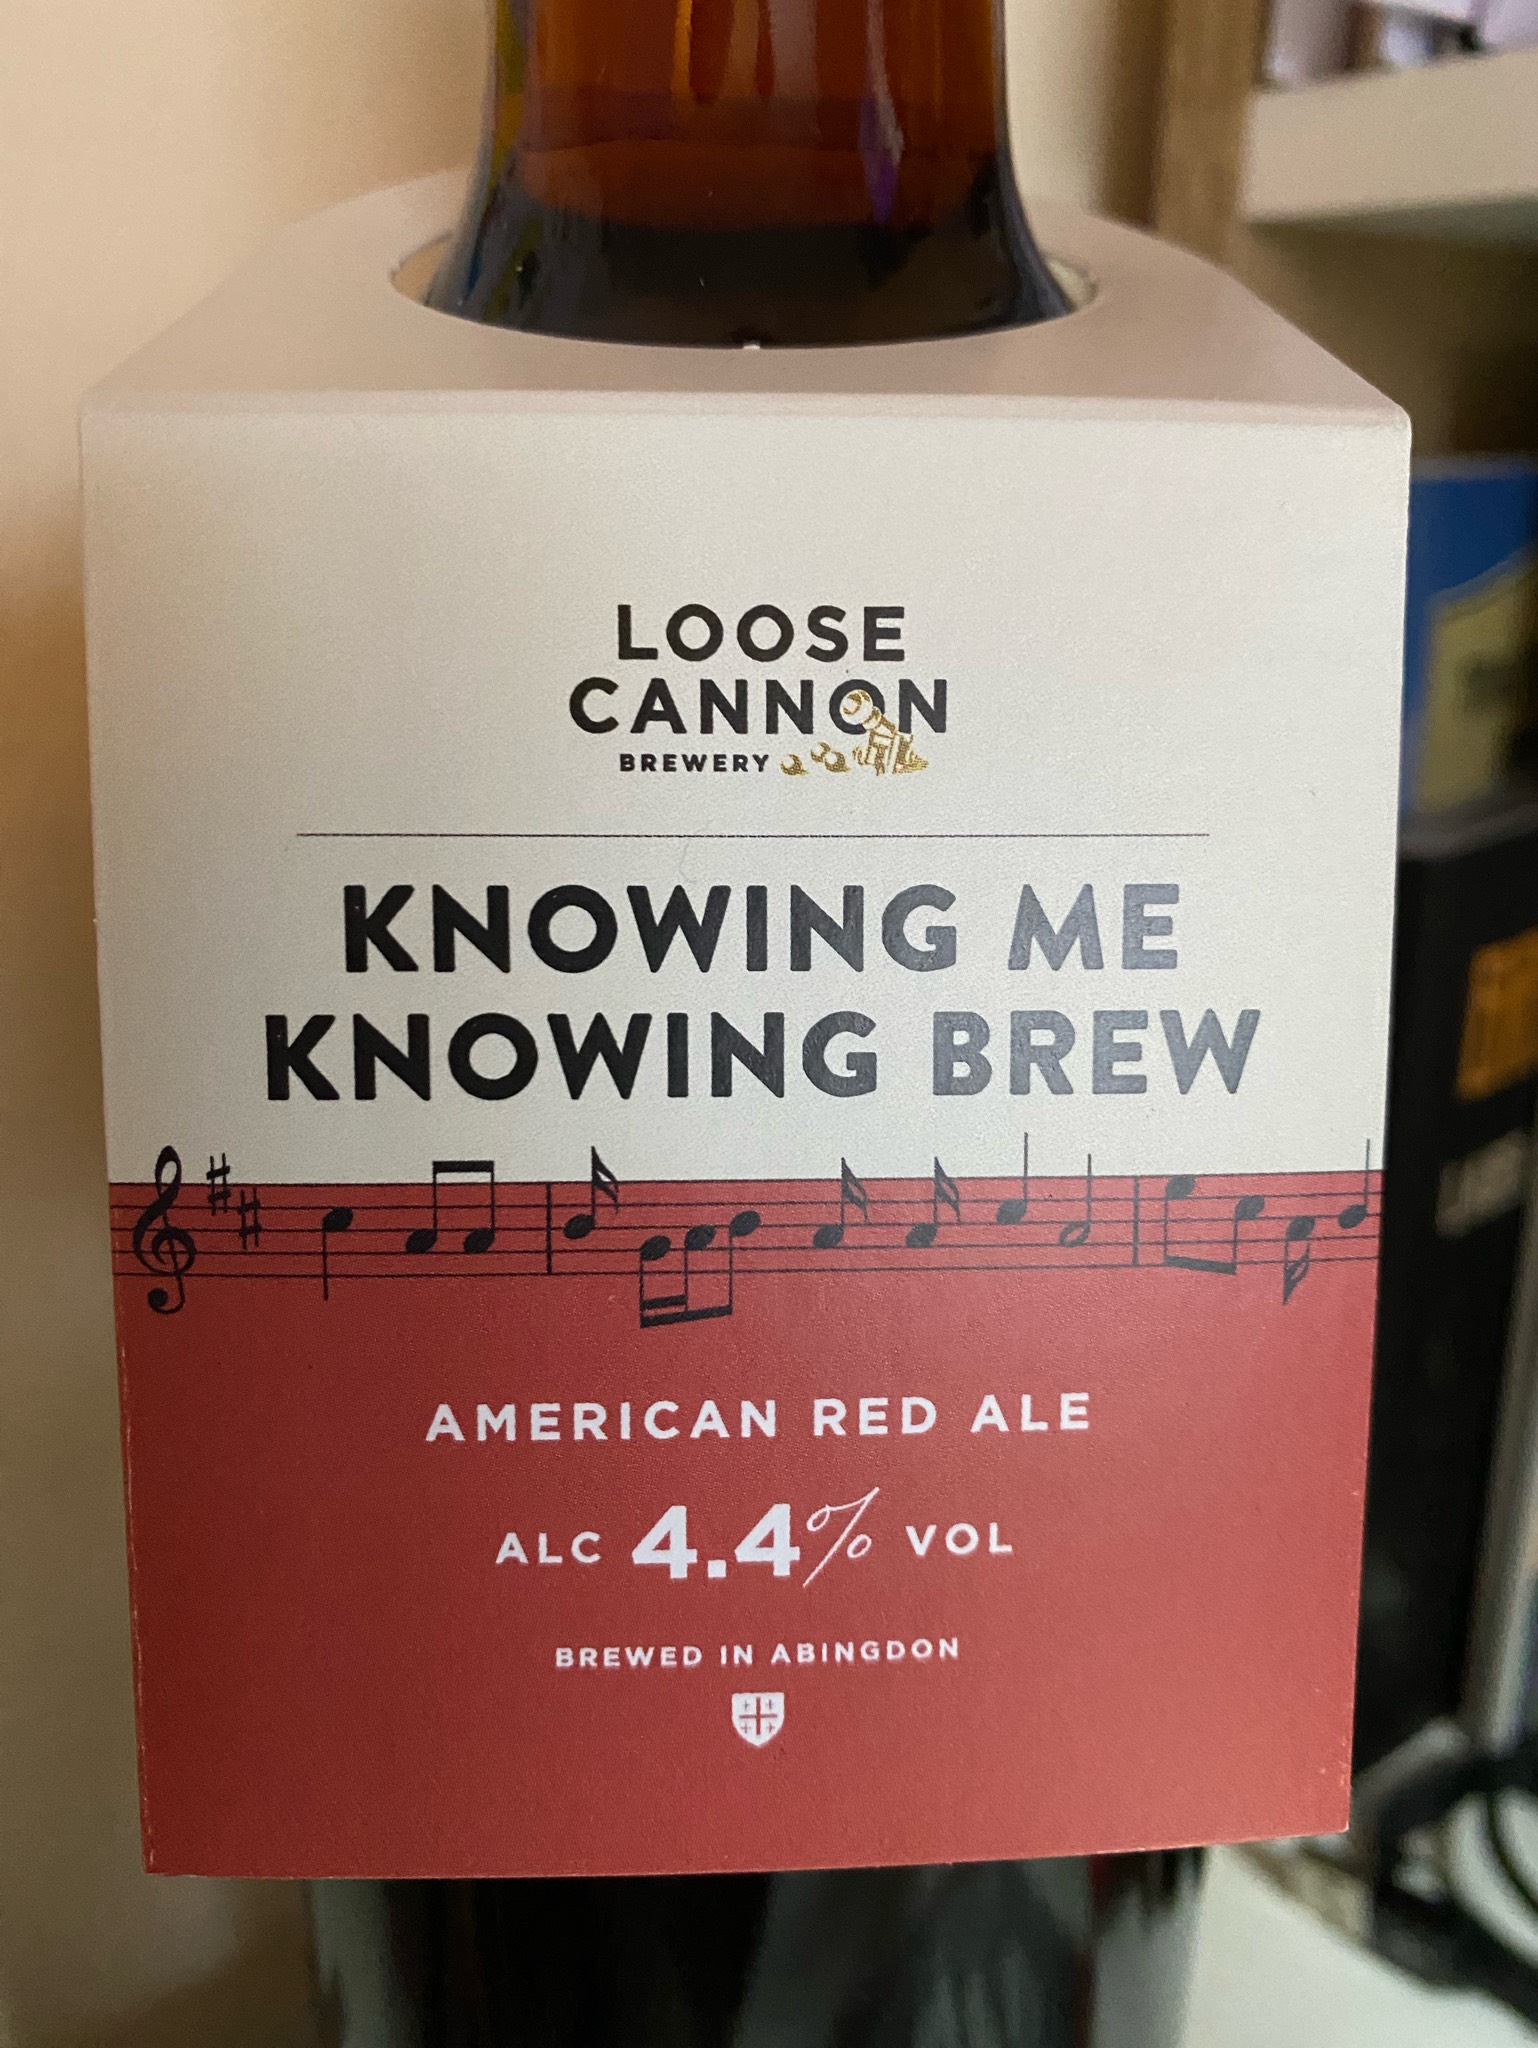 LOOSE
CANNON
BREWERY
KNOWING ME
KNOWING BREW
AMERICAN RED ALE
ALC 4.4% VOL
BREWED IN ABINGDON